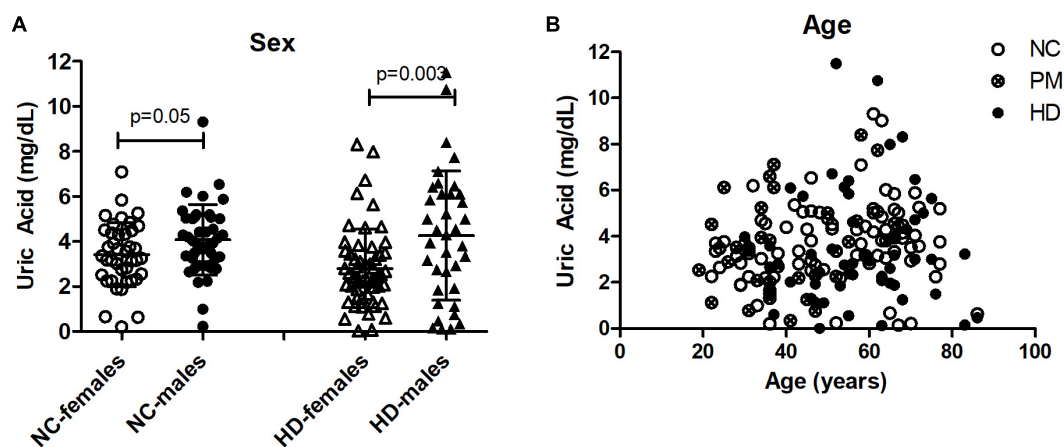 A
Sex
Uric Acid (mg/dL)
12
10
8
6
4
2
0
p=0.05
p=0.003
NC-females
NC-males
HD-females
HD-males
B
Age
Uric Acid (mg/dL)
12
10
8
6
4
2
0
0 20 40 60 80 100
Age (years)
NC
PM
HD